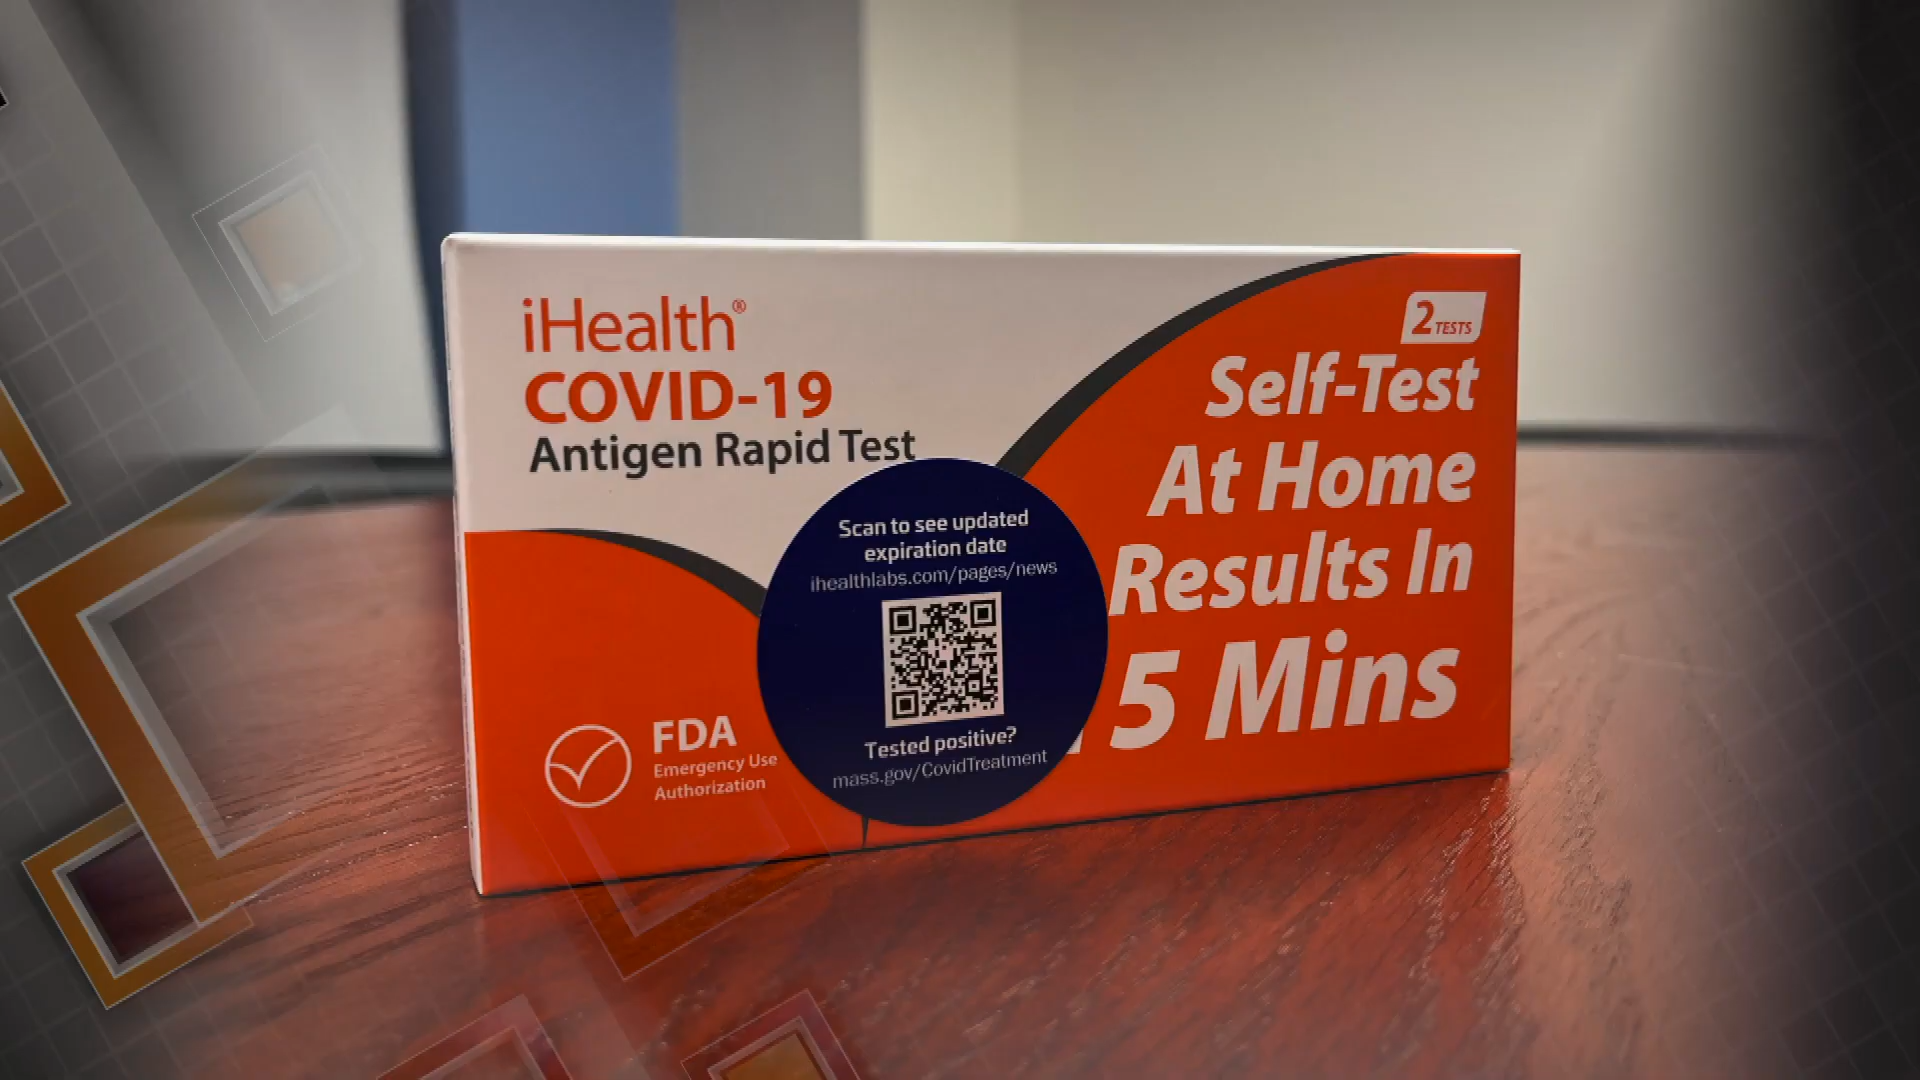 iHealth®
COVID-19
Antigen Rapid Test
2 TESTS
Self-Test
At Home
Results In
15 Mins
Scan to see updated
expiration date
ihealthlabs.com/pages/news
Tested positive?
mass.gov/CovidTreatment
FDA
Emergency Use
Authorization